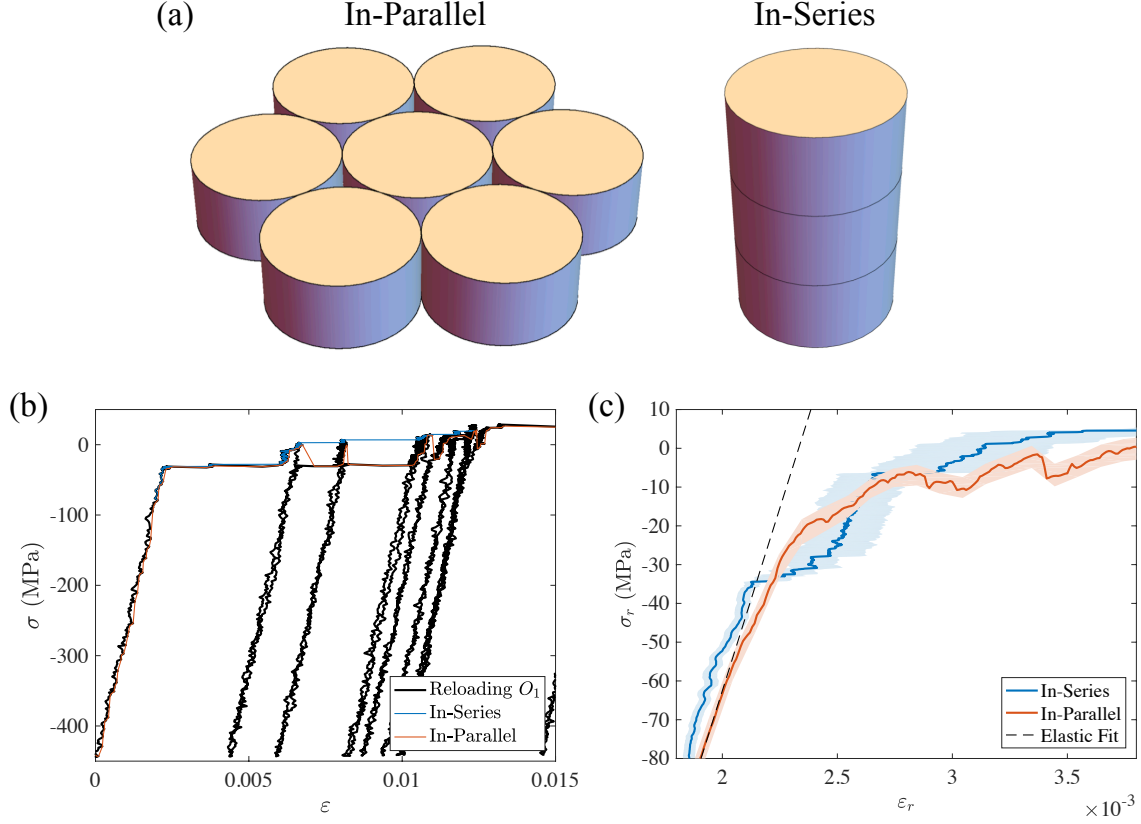 (a) In-Parallel In-Series
(b)
0
-100
-200
-300
-400
σ (MPa)
0 0.005 0.01 0.015
ε
Reloading O₁
In-Series
In-Parallel
(c)
10
0
-10
-20
-30
-40
-50
-60
-70
-80
σᵣ (MPa)
2 2.5 3 3.5
εᵣ ×10⁻³
In-Series
In-Parallel
Elastic Fit